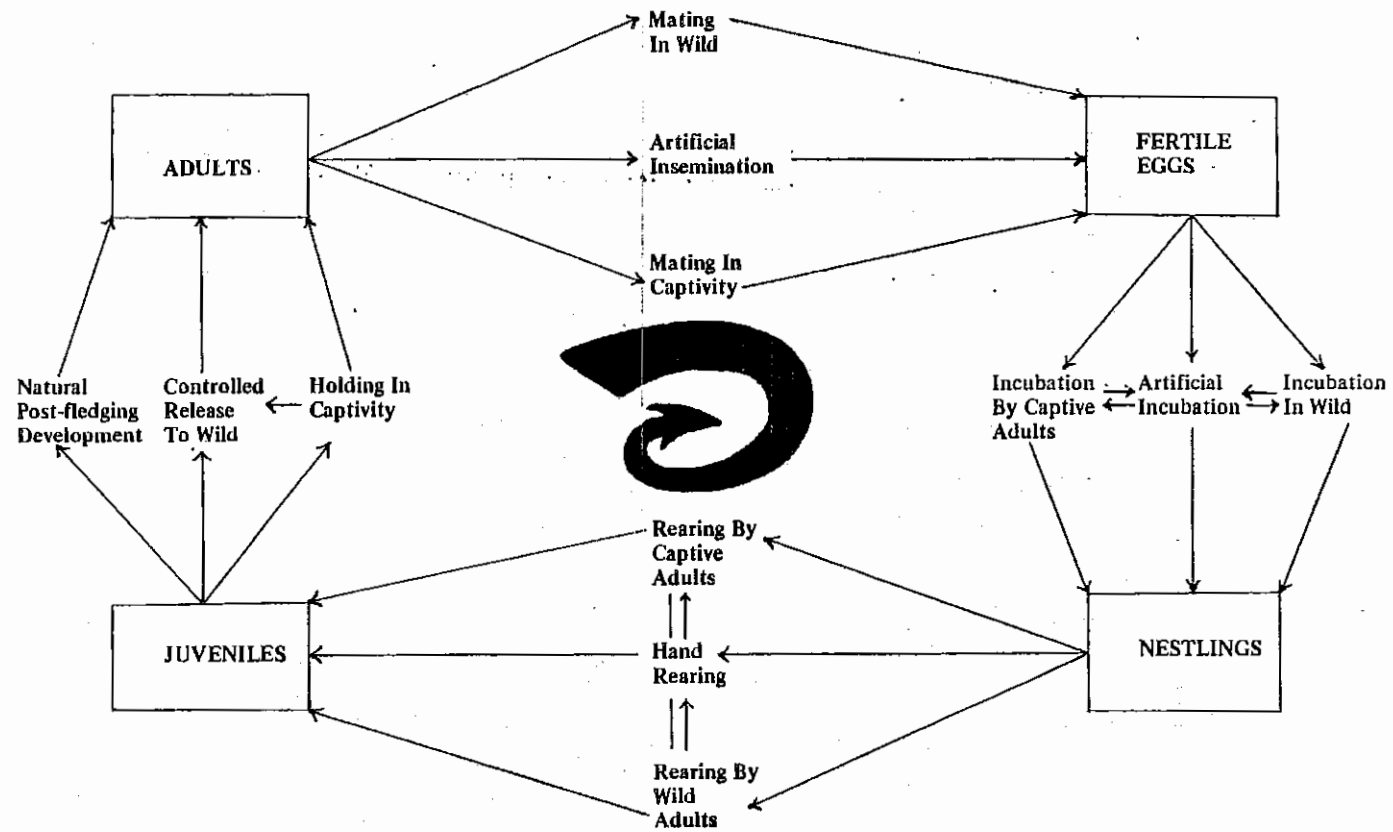 Mating
In Wild
ADULTS
Artificial
Insemination
FERTILE
EGGS
Mating In
Captivity
Natural
Post-fledging
Development
Controlled
Release
To Wild
Holding In
Captivity
Incubation
By Captive
Adults
Artificial
Incubation
Incubation
In Wild
Rearing By
Captive
Adults
JUVENILES
Hand
Rearing
NESTLINGS
Rearing By
Wild
Adults